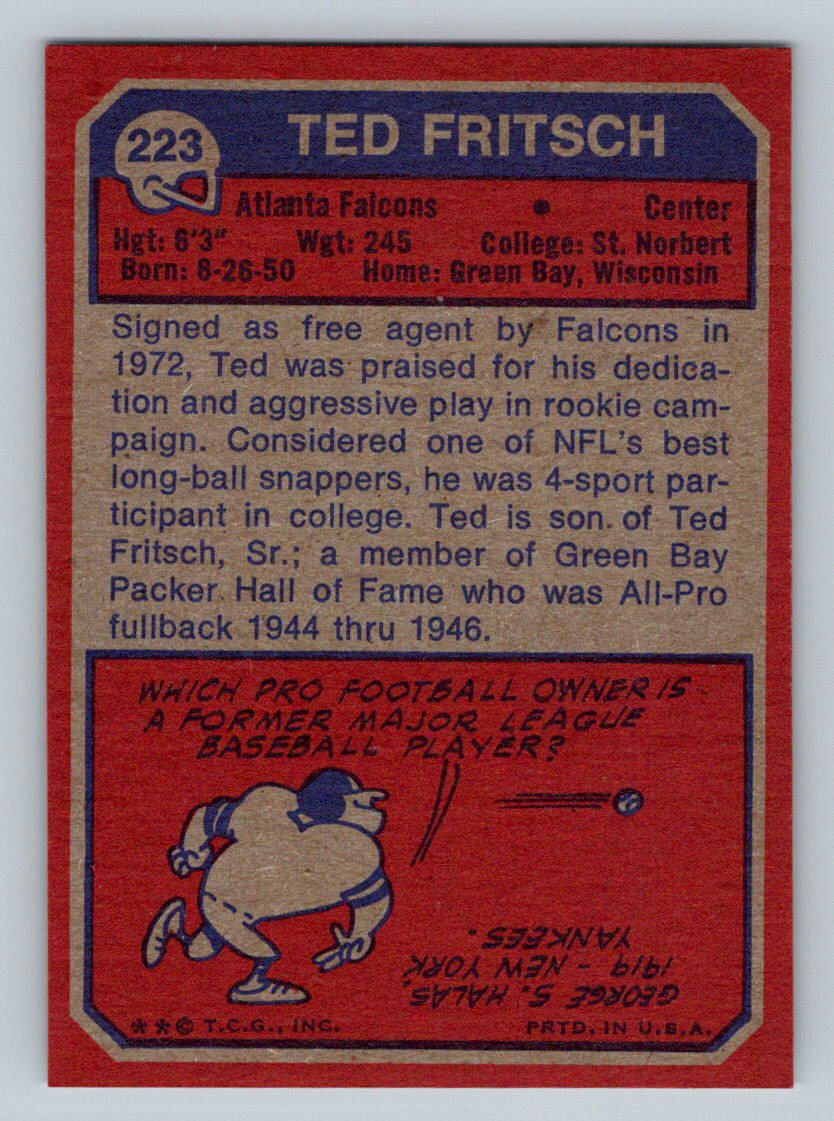 223
TED FRITSCH
Atlanta Falcons • Center
Hgt: 6'3" Wgt: 245 College: St. Norbert
Born: 8-26-50 Home: Green Bay, Wisconsin
Signed as free agent by Falcons in
1972, Ted was praised for his dedica-
tion and aggressive play in rookie cam-
paign. Considered one of NFL's best
long-ball snappers, he was 4-sport par-
ticipant in college. Ted is son of Ted
Fritsch, Sr.; a member of Green Bay
Packer Hall of Fame who was All-Pro
fullback 1944 thru 1946.
WHICH PRO FOOTBALL OWNER IS
A FORMER MAJOR LEAGUE
BASEBALL PLAYER?
GEORGE S. HALAS,
1919 - NEW YORK
YANKEES.
**© T.C.G., INC. PRTD. IN U.S.A.